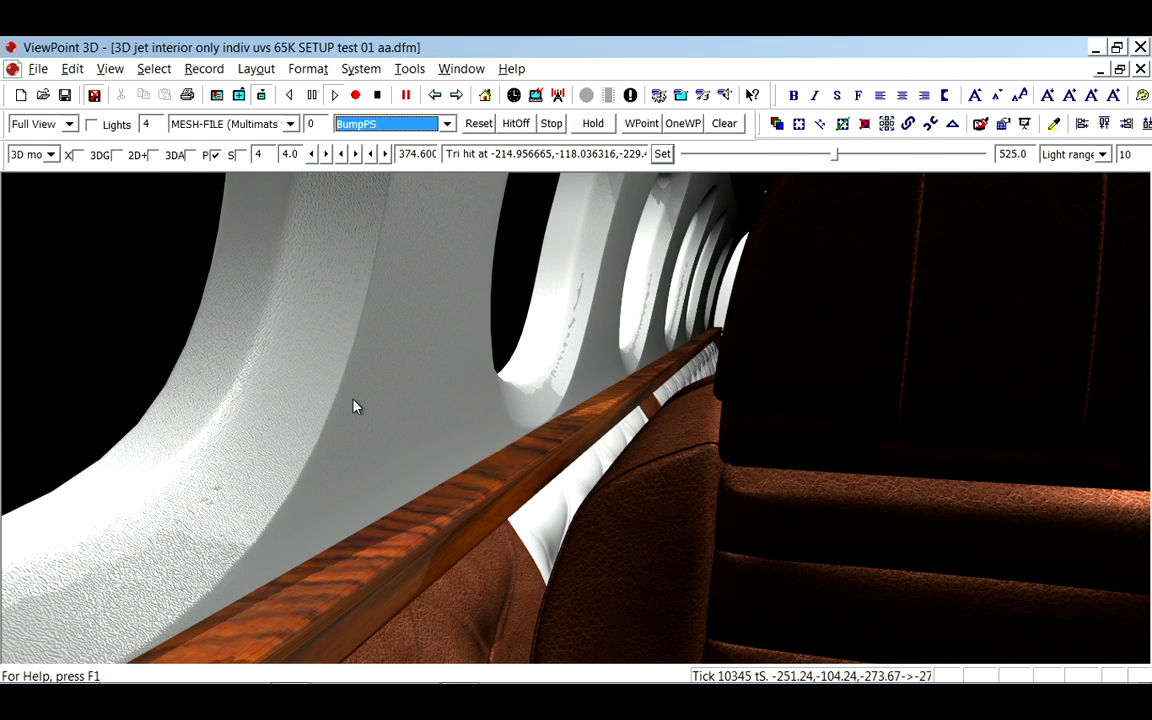 ViewPoint 3D - [3D jet interior only indiv uvs 65K SETUP test 01 aa.dfm]
File Edit View Select Record Layout Format System Tools Window Help
B I S F
Full View Lights 4 MESH-FILE (Multimats 0 BumpPS Reset HitOff Stop Hold WPoint OneWP Clear
3D mo X 3DG 2D+ 3DA P S 4 4.0 374.600 Tri hit at -214.956665,-118.036316,-229.4 Set 525.0 Light range 10
For Help, press F1 Tick 10345 tS. -251.24,-104.24,-273.67->-27